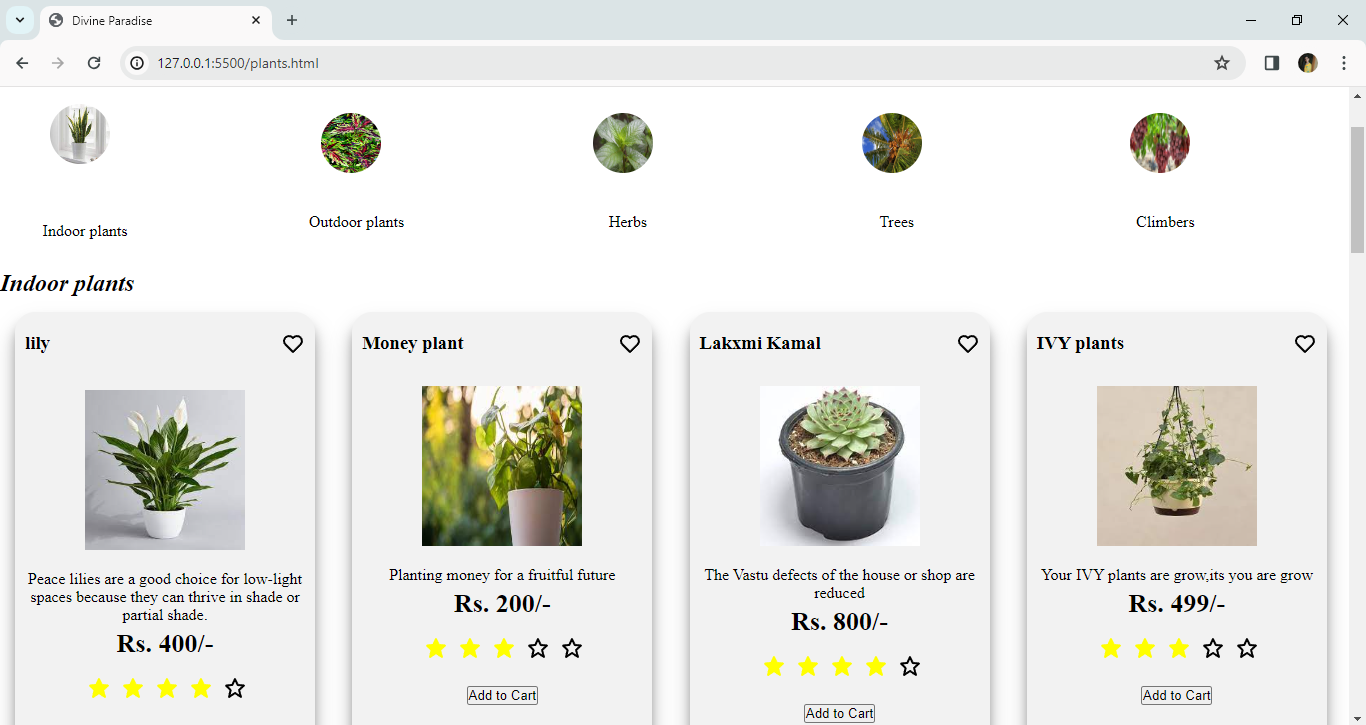 Divine Paradise
127.0.0.1:5500/plants.html
Indoor plants
Outdoor plants
Herbs
Trees
Climbers
Indoor plants
lily
Peace lilies are a good choice for low-light
spaces because they can thrive in shade or
partial shade.
Rs. 400/-
Money plant
Planting money for a fruitful future
Rs. 200/-
Add to Cart
Lakxmi Kamal
The Vastu defects of the house or shop are
reduced
Rs. 800/-
Add to Cart
IVY plants
Your IVY plants are grow,its you are grow
Rs. 499/-
Add to Cart